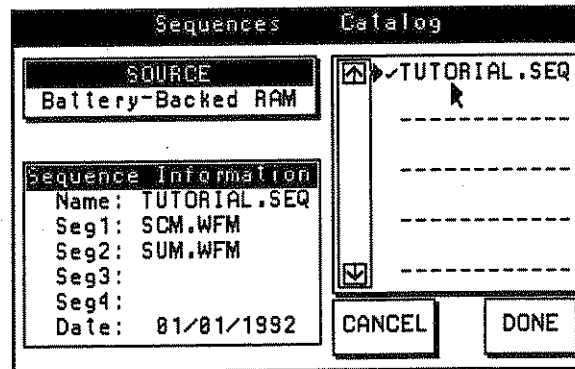 Sequences Catalog
SOURCE
Battery-Backed RAM
✓TUTORIAL.SEQ
Sequence Information
Name: TUTORIAL.SEQ
Seg1: SCM.WFM
Seg2: SUM.WFM
Seg3:
Seg4:
Date: 01/01/1992
CANCEL
DONE